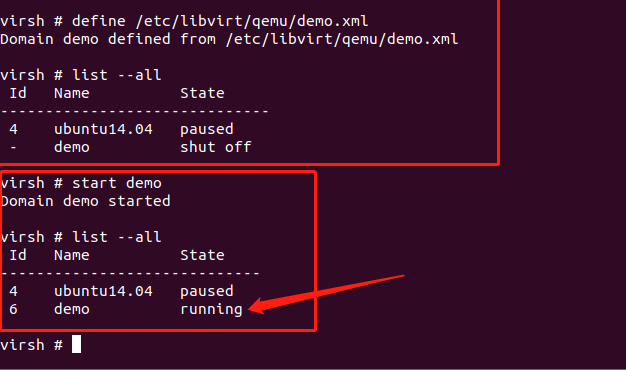 virsh # define /etc/libvirt/qemu/demo.xml
Domain demo defined from /etc/libvirt/qemu/demo.xml
virsh # list --all
 Id    Name                           State
------------------------------
 4     ubuntu14.04    paused
 -     demo           shut off
virsh # start demo
Domain demo started
virsh # list --all
 Id    Name           State
-----------------------------
 4     ubuntu14.04    paused
 6     demo           running
virsh #